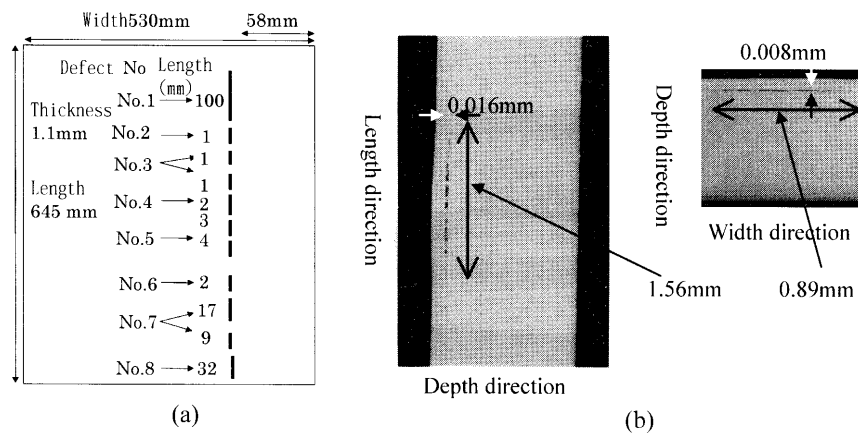 Width530mm
58mm
Defect No
Length
(mm)
No.1
100
Thickness
1.1mm
No.2
1
No.3
1
1
Length
645 mm
No.4
2
3
No.5
4
No.6
2
No.7
17
9
No.8
32
(a)
Length direction
0.016mm
1.56mm
Depth direction
0.008mm
Depth direction
Width direction
0.89mm
(b)